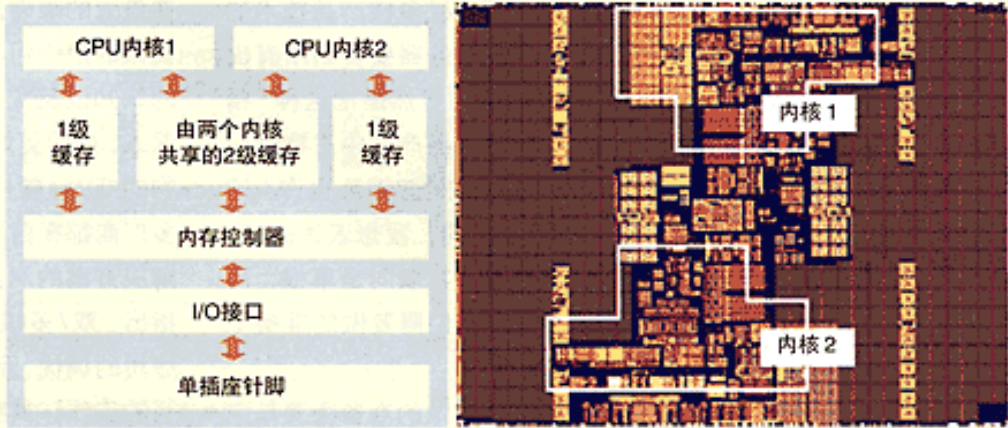 CPU内核1
CPU内核2
1级
缓存
由两个内核
共享的2级缓存
1级
缓存
内存控制器
I/O接口
单插座针脚
内核1
内核2